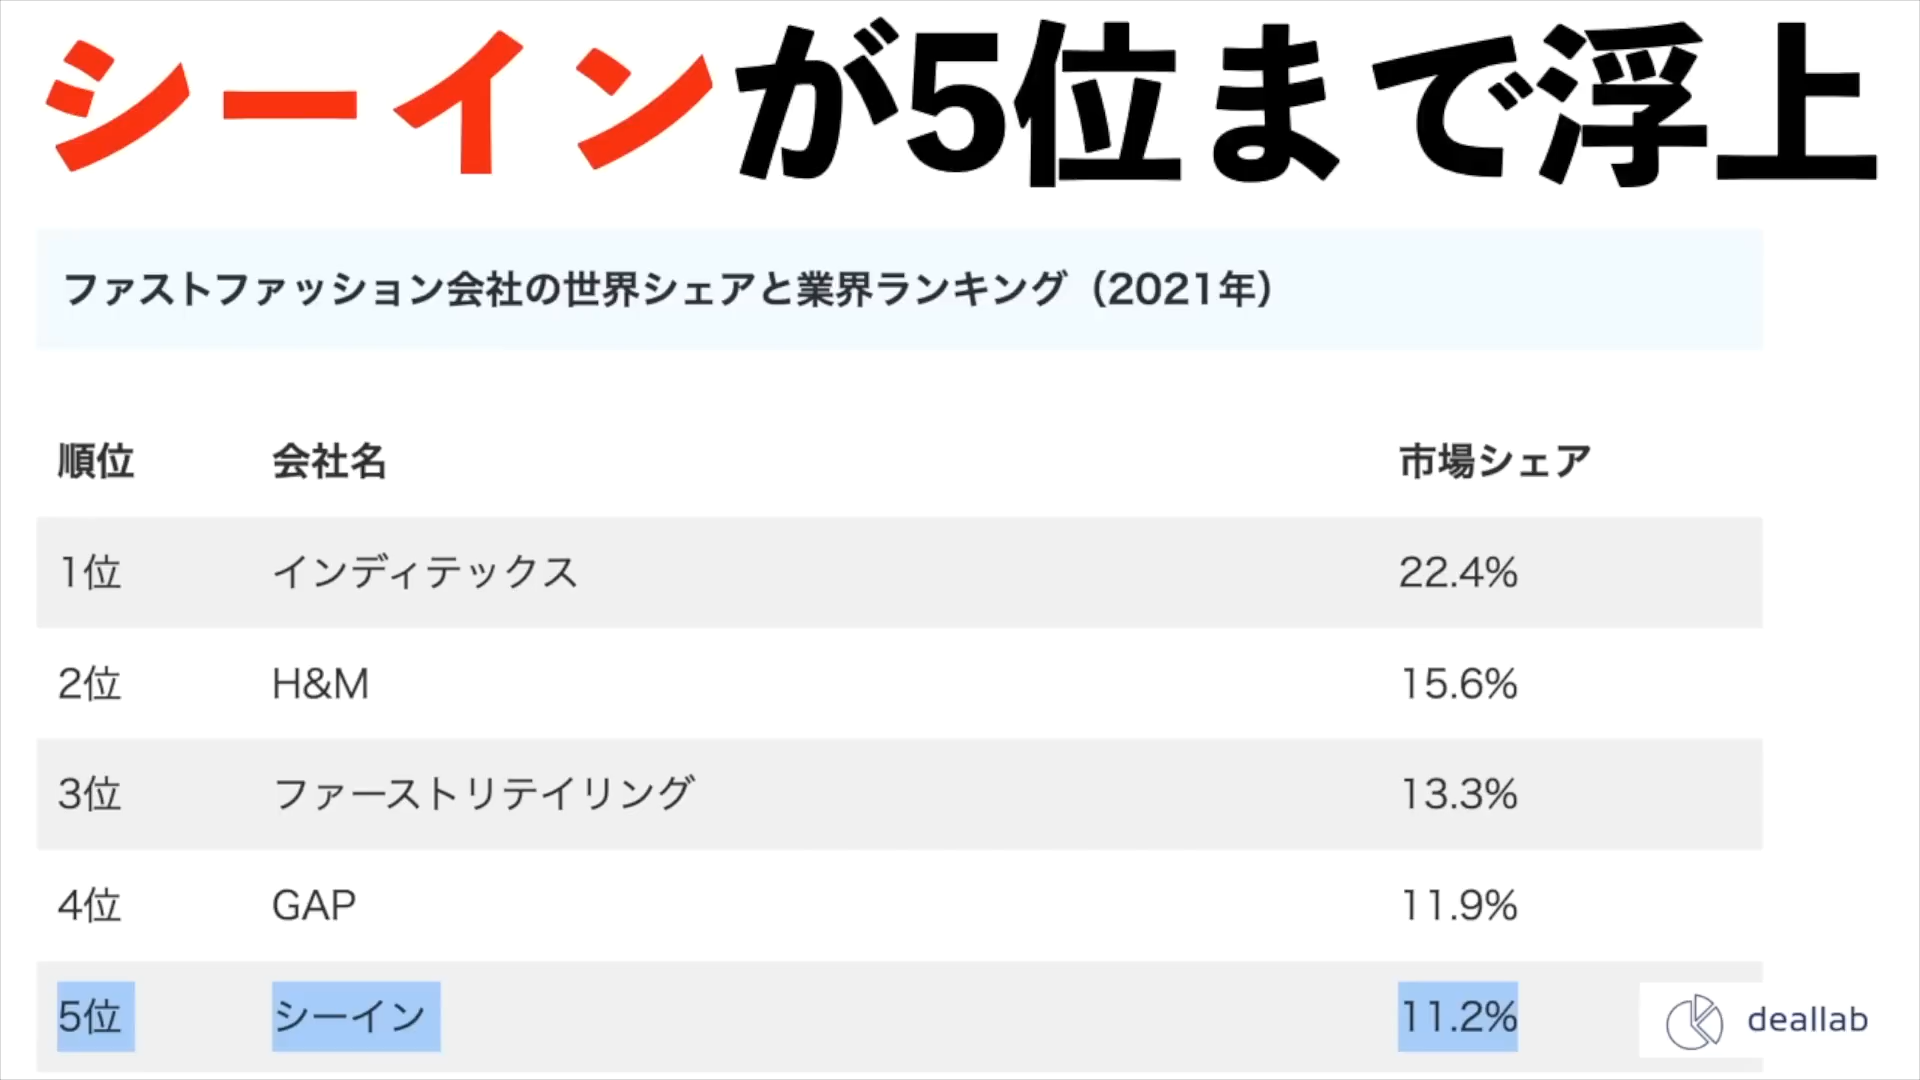 シーインが5位まで浮上
ファストファッション会社の世界シェアと業界ランキング（2021年）
順位 会社名 市場シェア
1位 インディテックス 22.4%
2位 H&M 15.6%
3位 ファーストリテイリング 13.3%
4位 GAP 11.9%
5位 シーイン 11.2%
deallab